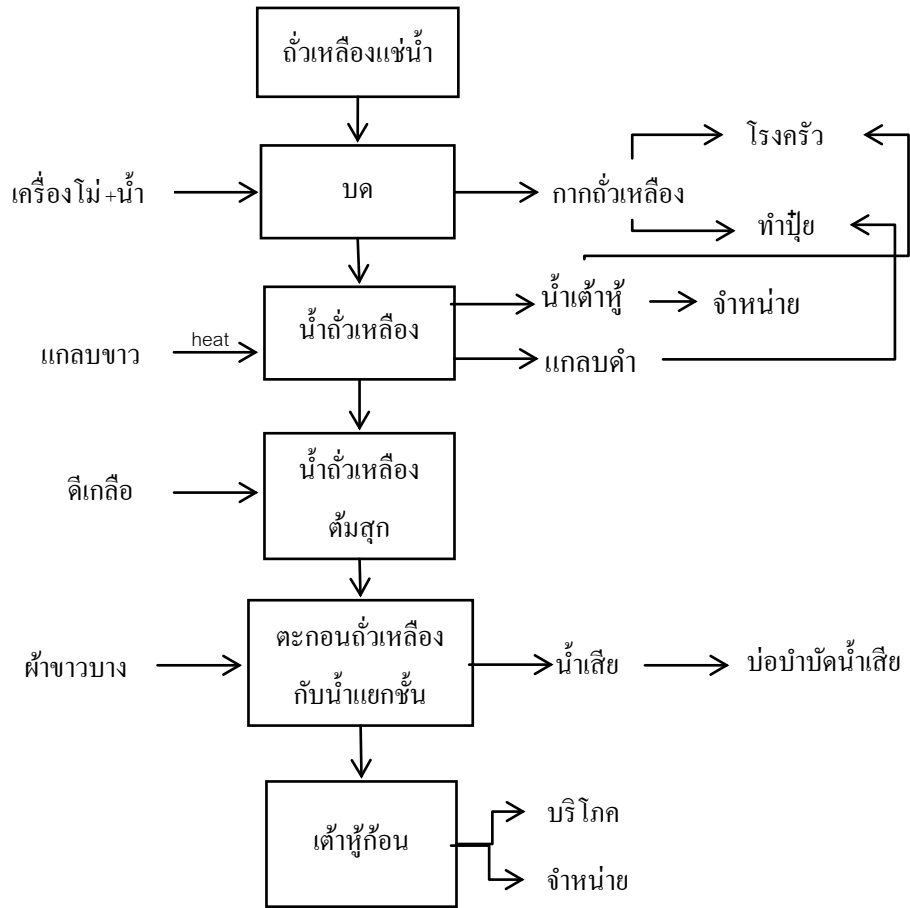 ถั่วเหลืองแช่น้ำ
โรงครัว
เครื่องโม่ +น้ำ
บด
กากถั่วเหลือง
ทำปุ๋ย
น้ำเต้าหู้
จำหน่าย
แกลบขาว
heat
น้ำถั่วเหลือง
แกลบดำ
ดีเกลือ
น้ำถั่วเหลือง
ต้มสุก
ผ้าขาวบาง
ตะกอนถั่วเหลือง
กับน้ำแยกชั้น
น้ำเสีย
บ่อบำบัดน้ำเสีย
เต้าหู้ก้อน
บริโภค
จำหน่าย